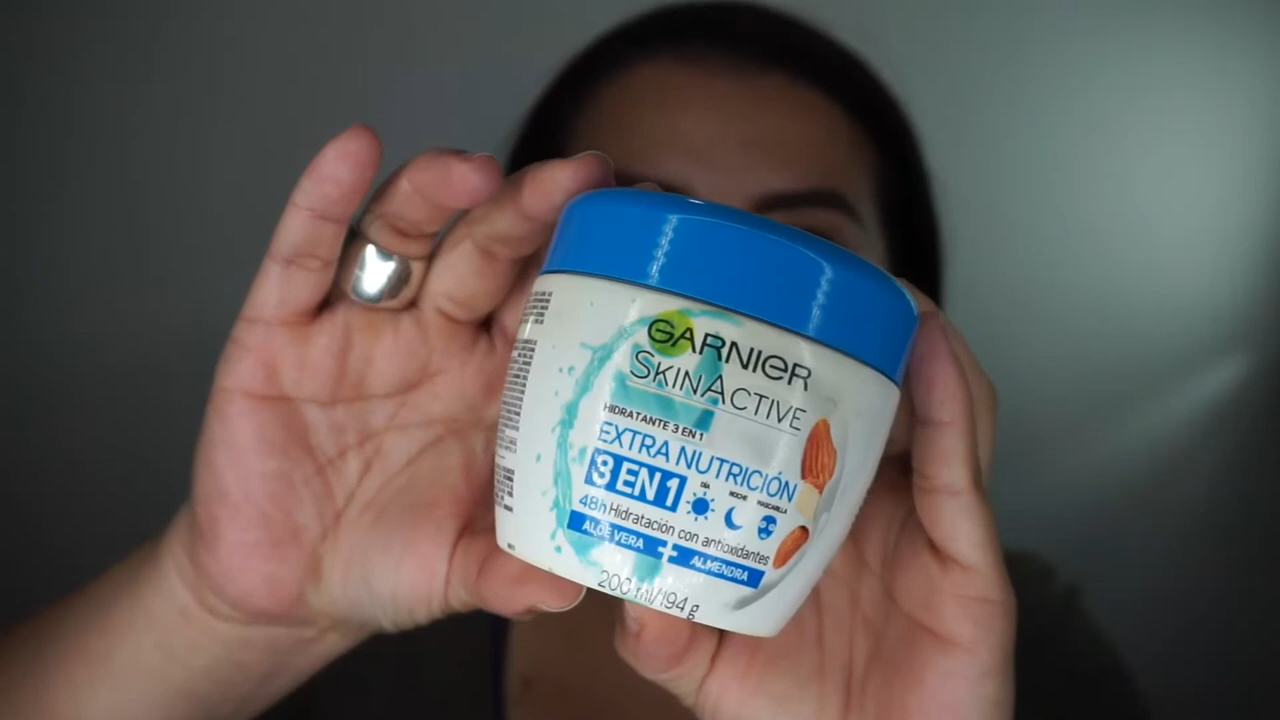 GARNIER
SKINACTIVE
HIDRATANTE 3 EN 1
EXTRA NUTRICIÓN
3 EN 1
DÍA
NOCHE
MASCARILLA
48h Hidratación con antioxidantes
ALOE VERA + ALMENDRA
200 ml/194 g